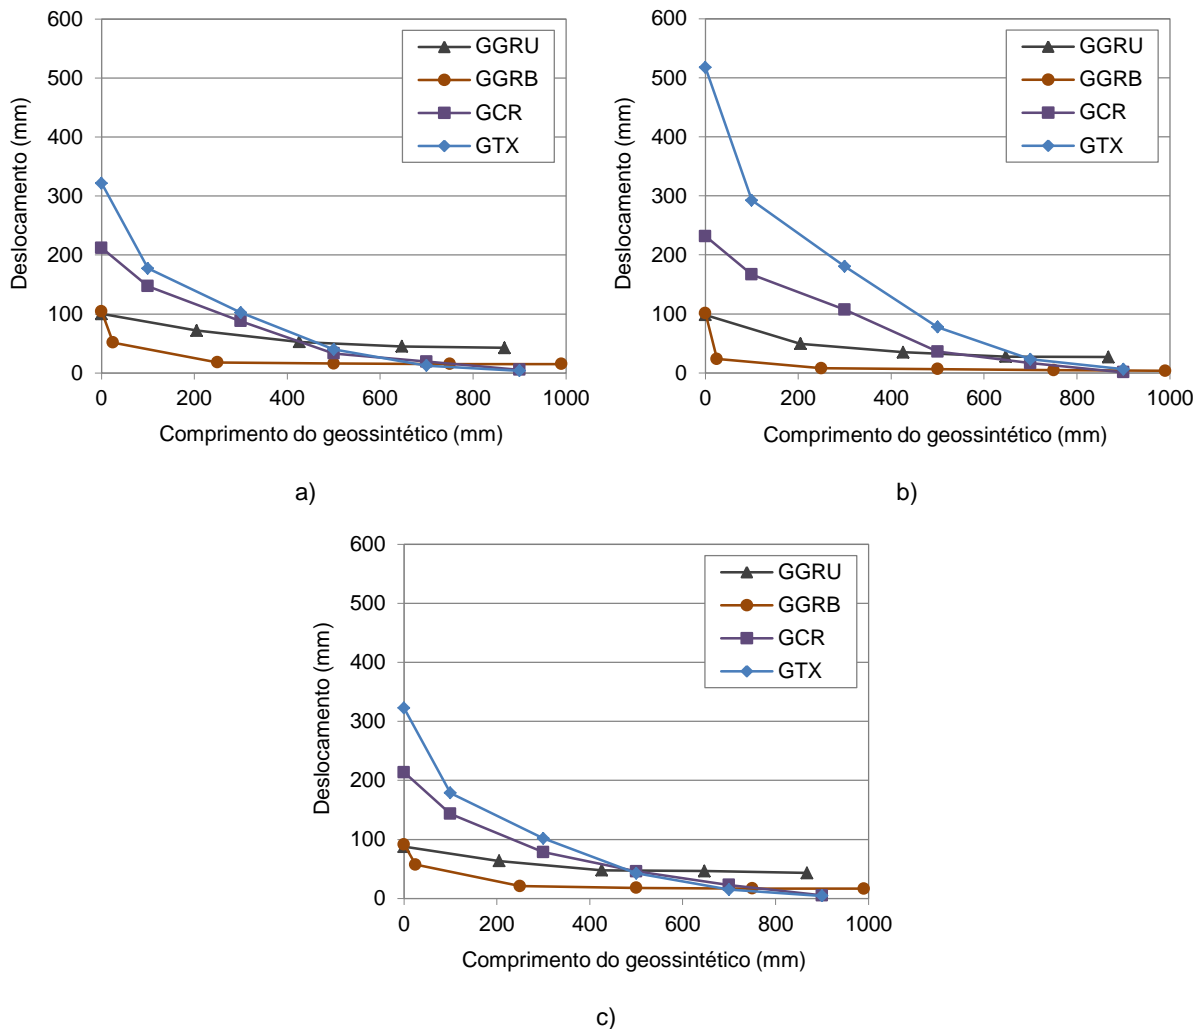 600
500
400
300
200
100
0
Deslocamento (mm)
GGRU
GGRB
GCR
GTX
0 200 400 600 800 1000
Comprimento do geossintético (mm)
a)
600
500
400
300
200
100
0
Deslocamento (mm)
GGRU
GGRB
GCR
GTX
0 200 400 600 800 1000
Comprimento do geossintético (mm)
b)
600
500
400
300
200
100
0
Deslocamento (mm)
GGRU
GGRB
GCR
GTX
0 200 400 600 800 1000
Comprimento do geossintético (mm)
c)